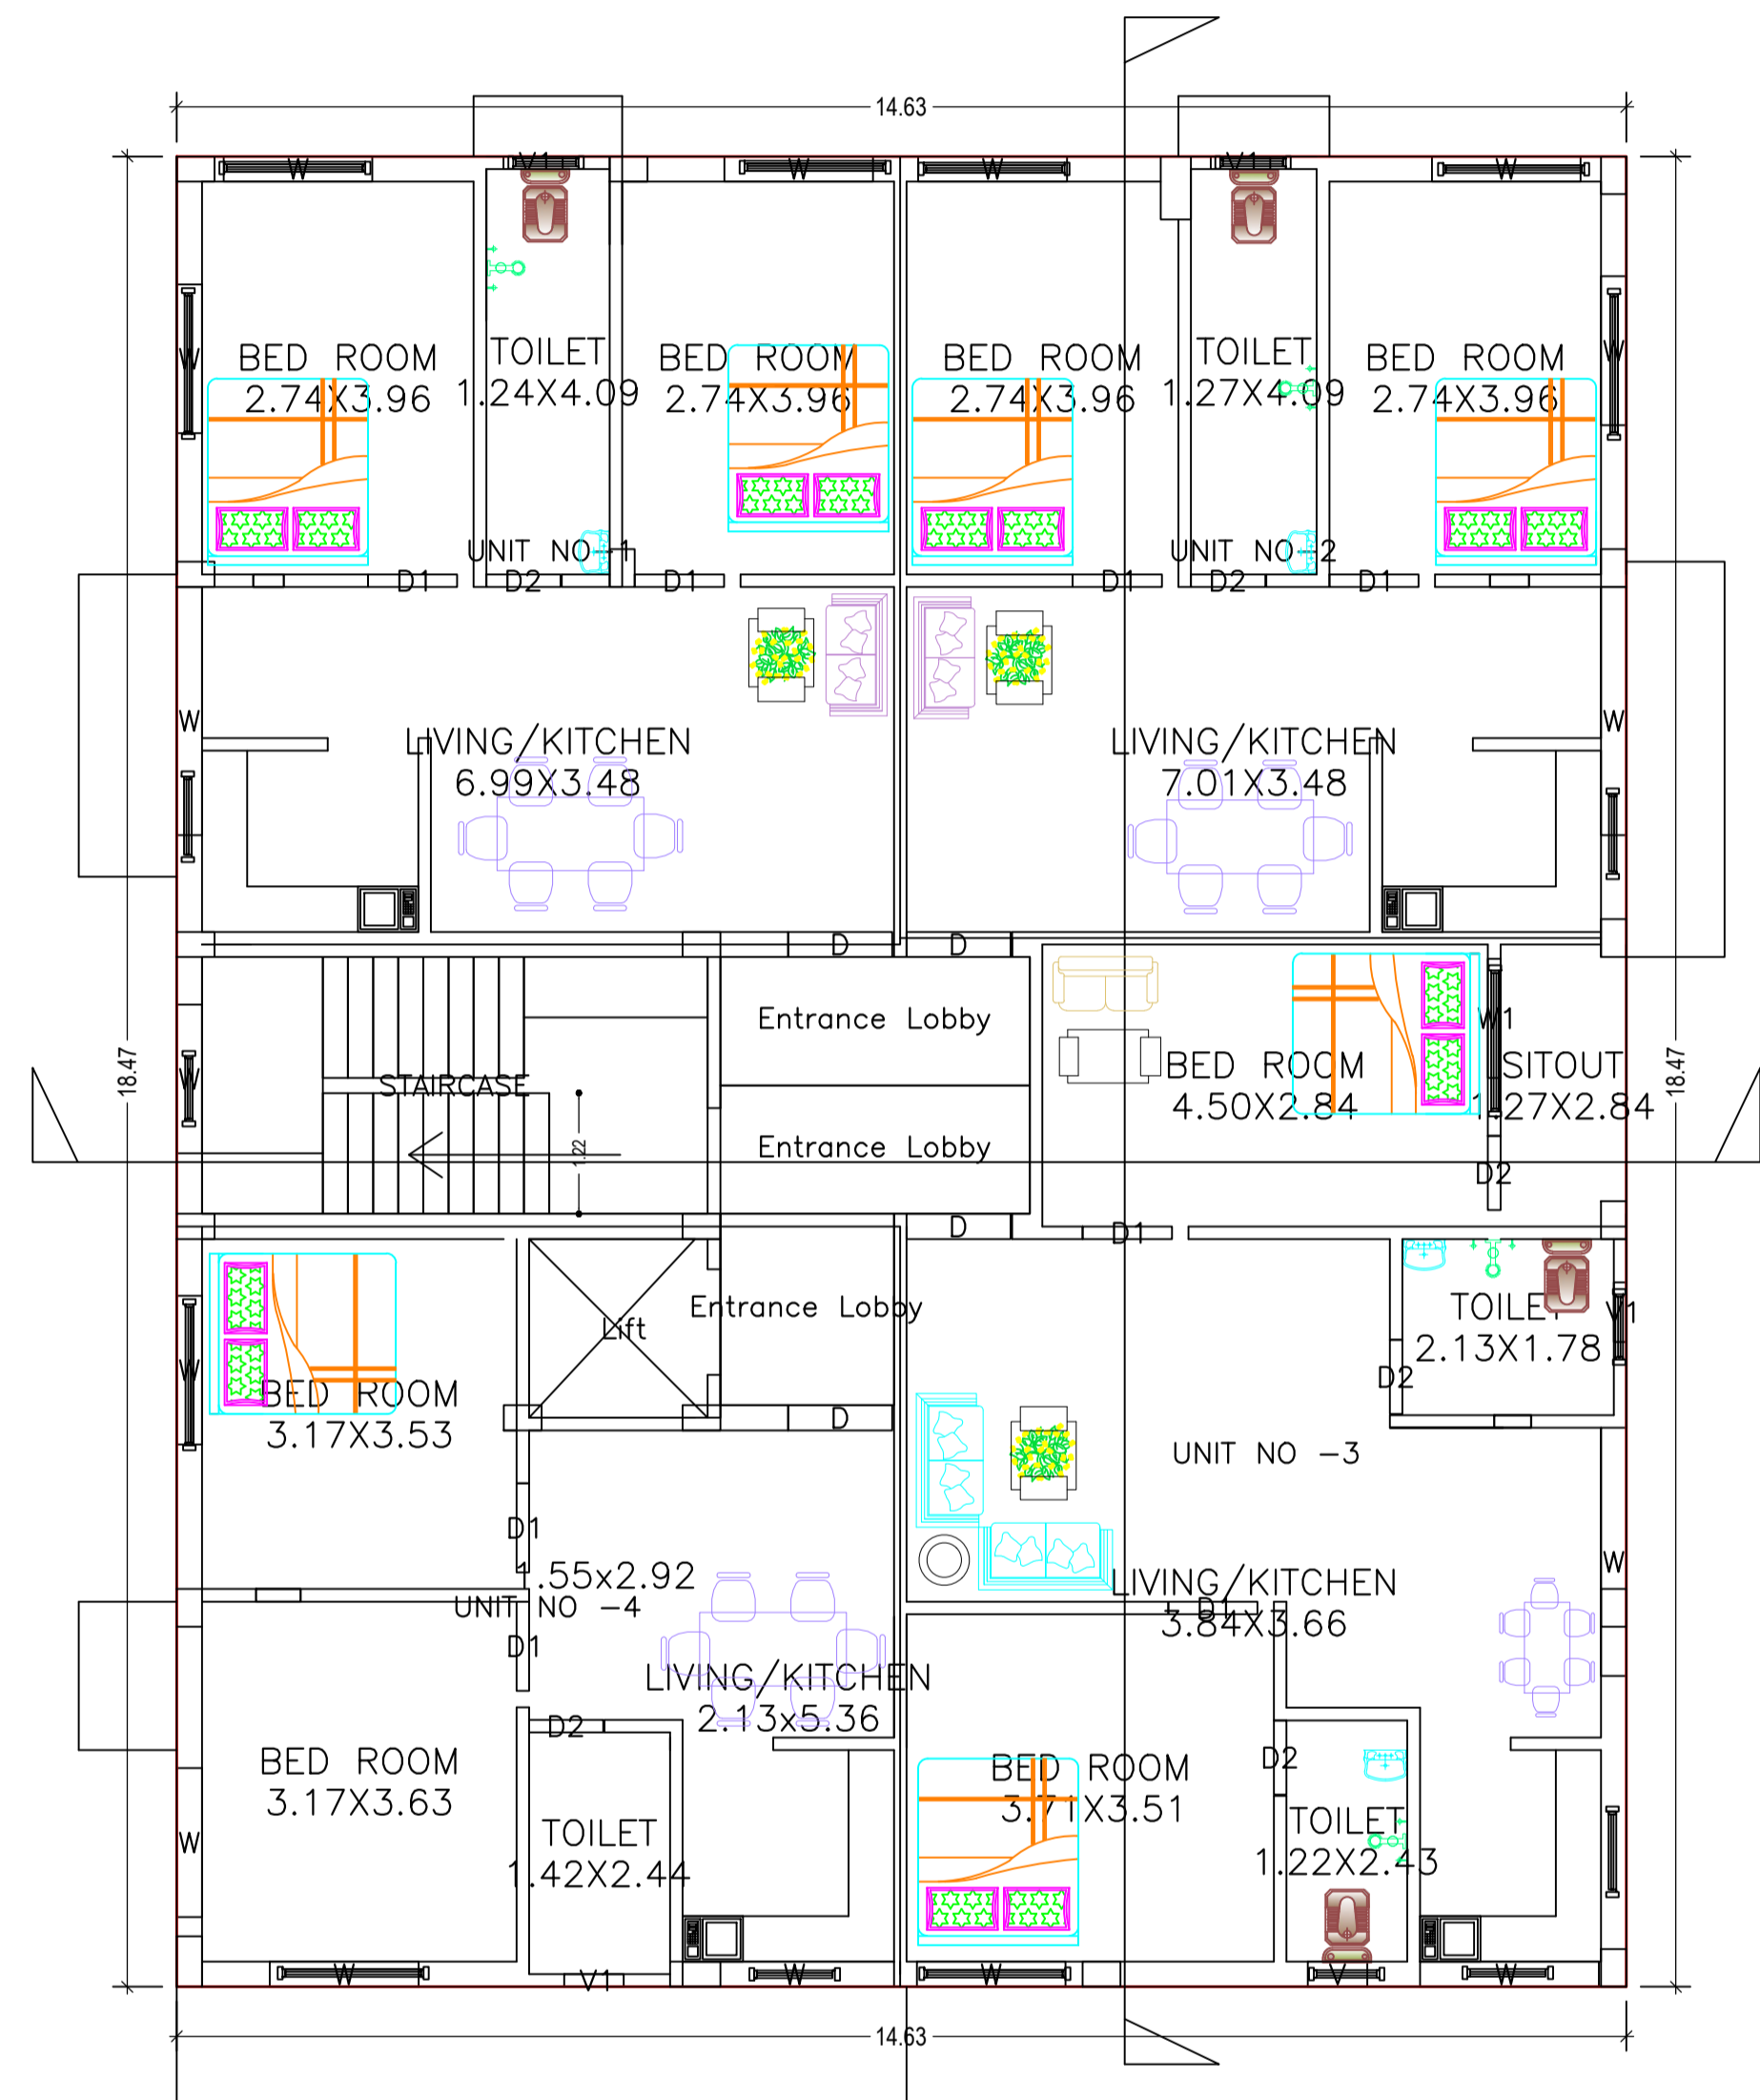 14.63
W
V1
W
W
V1
W
W
BED ROOM
2.74X3.96
TOILET
1.24X4.09
BED ROOM
2.74X3.96
BED ROOM
2.74X3.96
TOILET
1.27X4.09
BED ROOM
2.74X3.96
W
UNIT NO -1
UNIT NO -2
D1
D2
D1
D1
D2
D1
W
LIVING/KITCHEN
6.99X3.48
LIVING/KITCHEN
7.01X3.48
W
D
D
Entrance Lobby
W1
18.47
W
STAIRCASE
BED ROOM
4.50X2.84
SITOUT
1.27X2.84
18.47
1.22
Entrance Lobby
D2
D
D1
Lift
Entrance Lobby
TOILET
2.13X1.78
V1
W
BED ROOM
3.17X3.53
D2
D
UNIT NO -3
D1
1.55x2.92
UNIT NO -4
LIVING/KITCHEN
3.84X3.66
W
D1
D1
LIVING/KITCHEN
2.13x5.36
D2
BED ROOM
3.17X3.63
BED ROOM
3.71X3.51
D2
W
TOILET
1.42X2.44
TOILET
1.22X2.43
W
V1
W
W
V
W
14.63